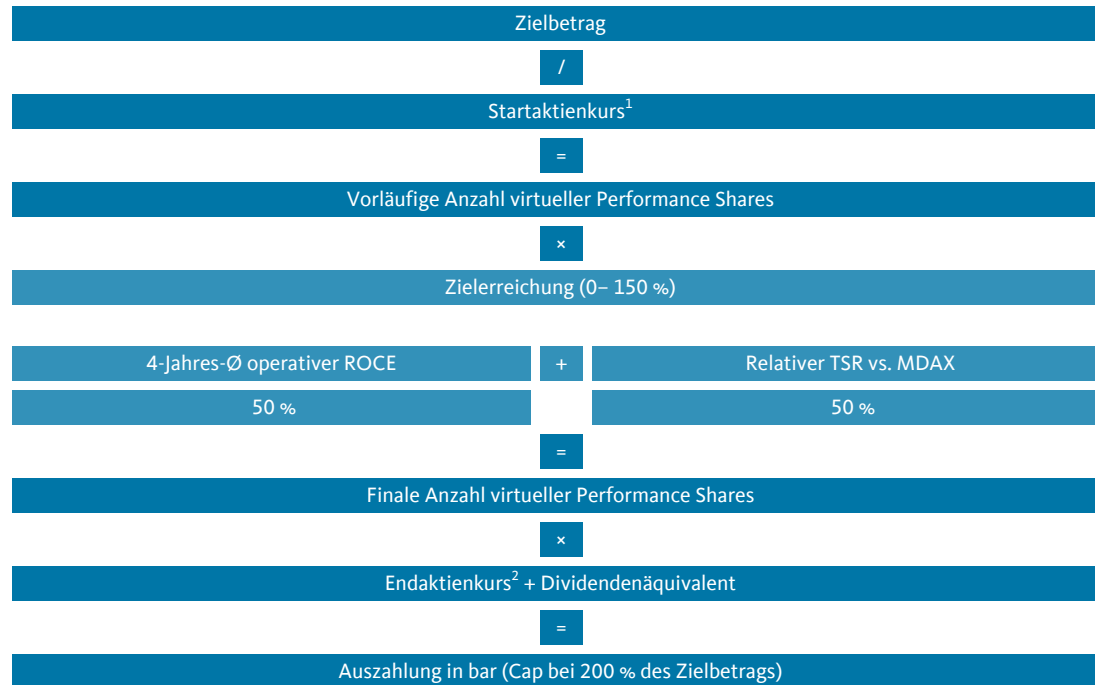 Zielbetrag
/
Startaktienkurs¹
=
Vorläufige Anzahl virtueller Performance Shares
×
Zielerreichung (0– 150 %)
4-Jahres-Ø operativer ROCE + Relativer TSR vs. MDAX
50 % 50 %
=
Finale Anzahl virtueller Performance Shares
×
Endaktienkurs² + Dividendenäquivalent
=
Auszahlung in bar (Cap bei 200 % des Zielbetrags)